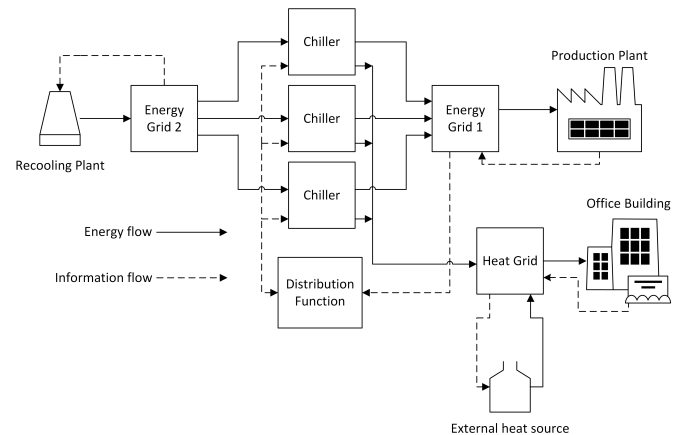 Chiller
Production Plant
Energy
Grid 2
Chiller
Energy
Grid 1
Recooling Plant
Chiller
Office Building
Energy flow
Heat Grid
Information flow
Distribution
Function
External heat source